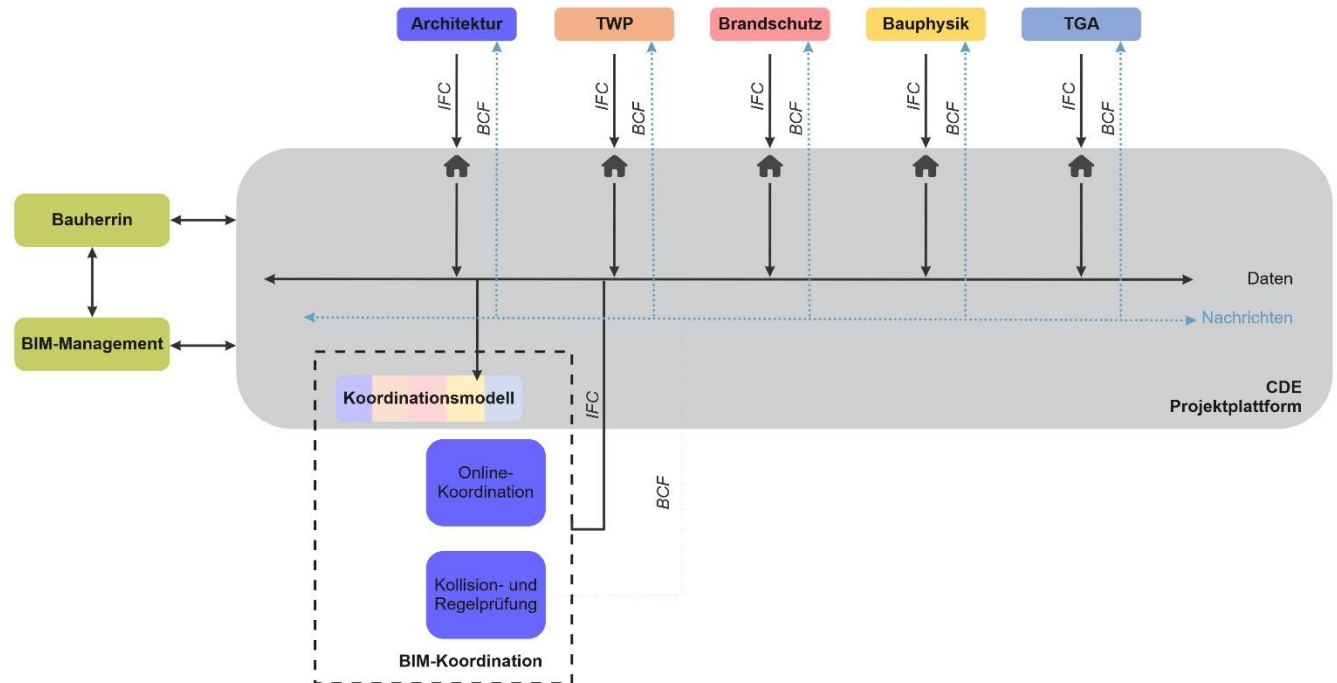 Architektur
TWP
Brandschutz
Bauphysik
TGA
IFC
BCF
IFC
BCF
IFC
BCF
IFC
BCF
IFC
BCF
Bauherrin
BIM-Management
Daten
Nachrichten
CDE
Projektplattform
Koordinationsmodell
IFC
Online-
Koordination
BCF
Kollision- und
Regelprüfung
BIM-Koordination